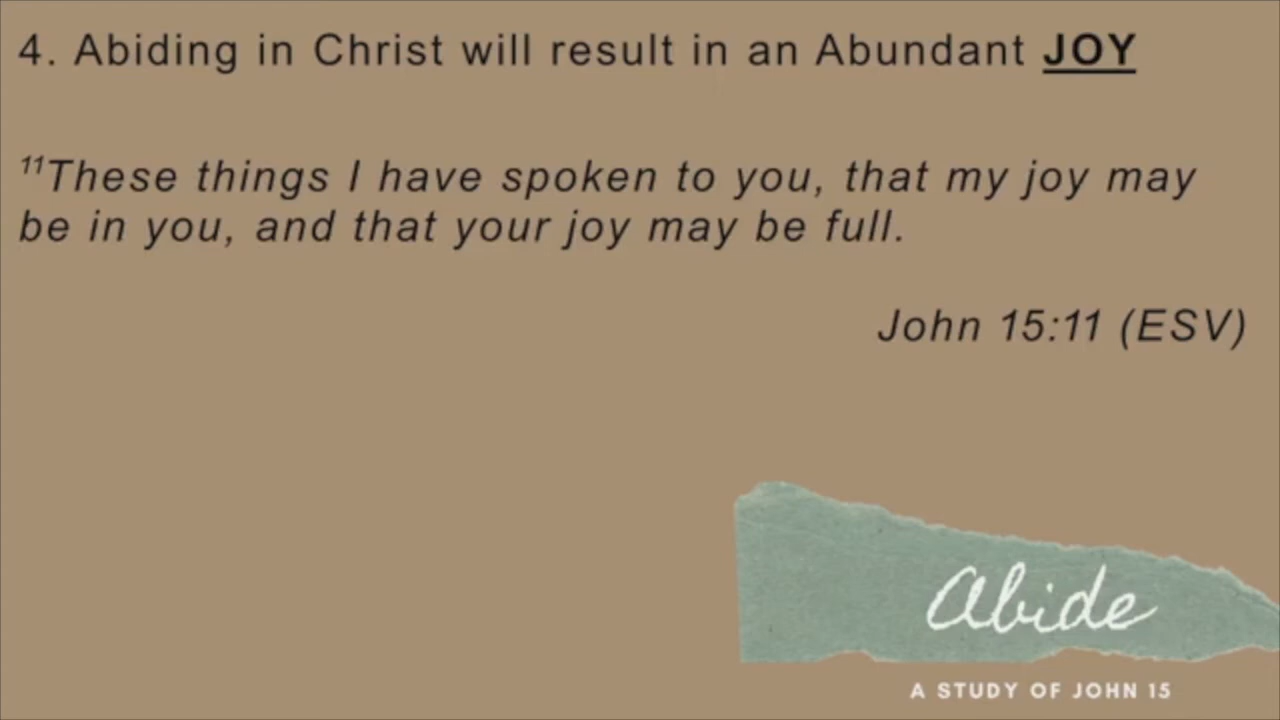 4. Abiding in Christ will result in an Abundant JOY
11These things I have spoken to you, that my joy may
be in you, and that your joy may be full.
John 15:11 (ESV)
Abide
A STUDY OF JOHN 15